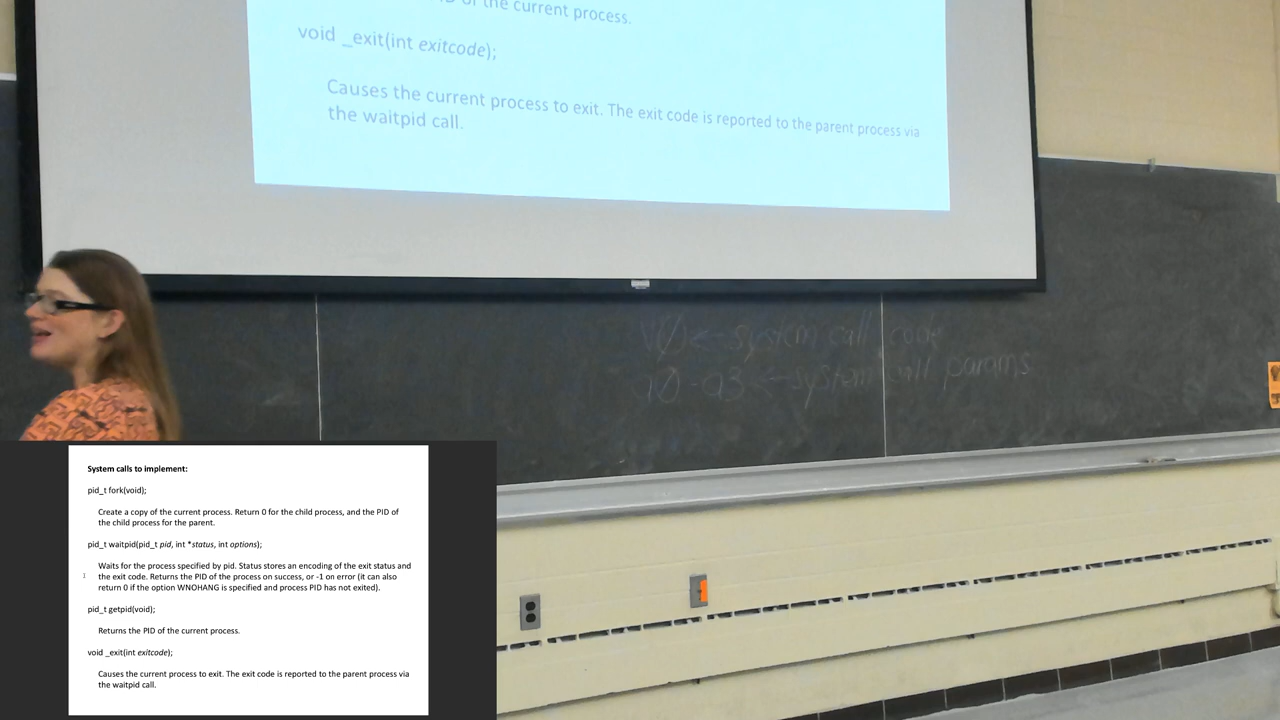 PID of the current process.
void _exit(int exitcode);
Causes the current process to exit. The exit code is reported to the parent process via
the waitpid call.
v0 <- system call code
a0 - a3 <- system call params
System calls to implement:
pid_t fork(void);
Create a copy of the current process. Return 0 for the child process, and the PID of
the child process for the parent.
pid_t waitpid(pid_t pid, int *status, int options);
Waits for the process specified by pid. Status stores an encoding of the exit status and
the exit code. Returns the PID of the process on success, or -1 on error (it can also
return 0 if the option WNOHANG is specified and process PID has not exited).
pid_t getpid(void);
Returns the PID of the current process.
void _exit(int exitcode);
Causes the current process to exit. The exit code is reported to the parent process via
the waitpid call.